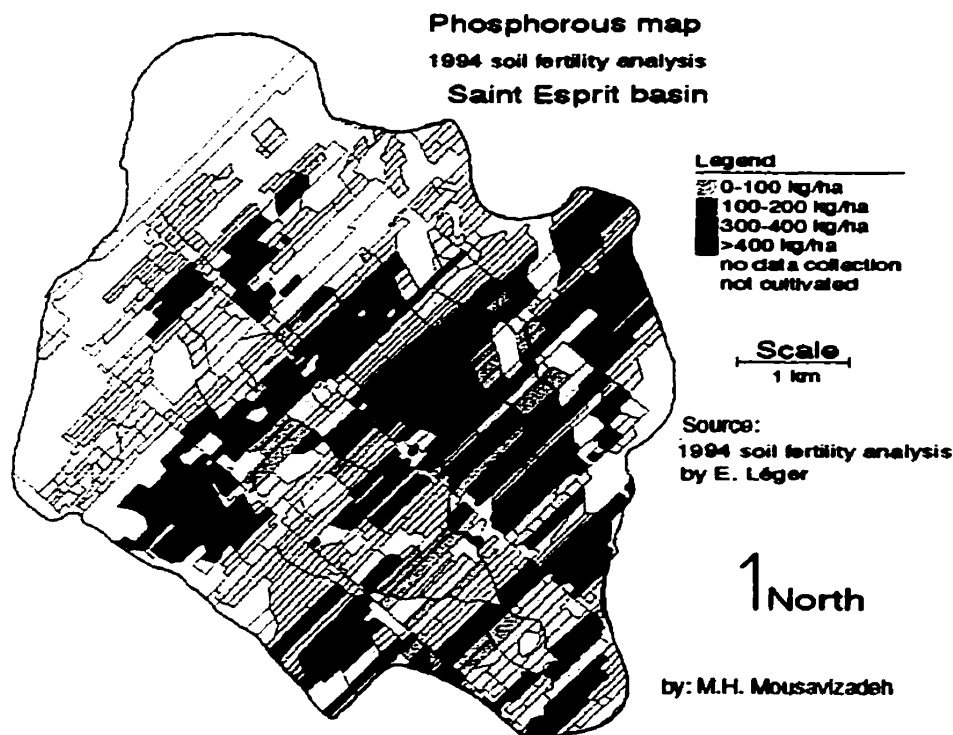 Phosphorous map
1994 soil fertility analysis
Saint Esprit basin
Legend
0-100 kg/ha
100-200 kg/ha
300-400 kg/ha
>400 kg/ha
no data collection
not cultivated
Scale
1 km
Source:
1994 soil fertility analysis
by E. Léger
North
by: M.H. Mousavizadeh